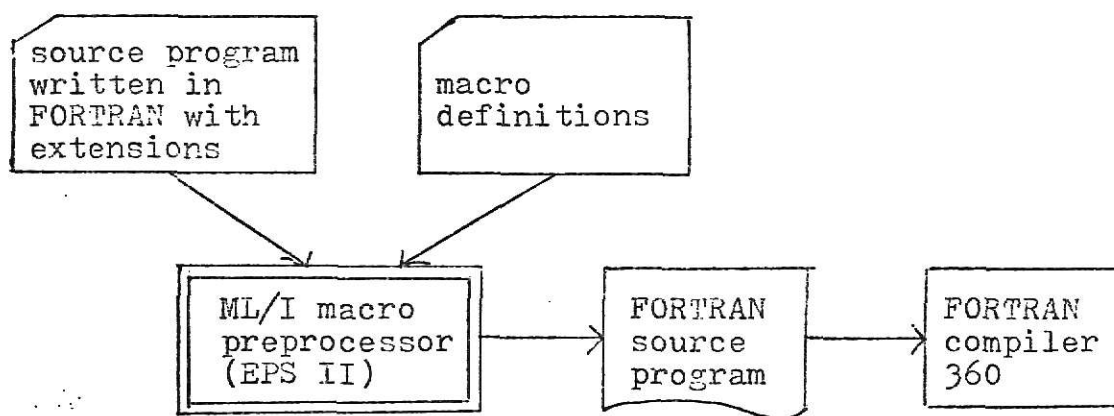 source program
written in
FORTRAN with
extensions
macro
definitions
ML/I macro
preprocessor
(EPS II)
FORTRAN
source
program
FORTRAN
compiler
360